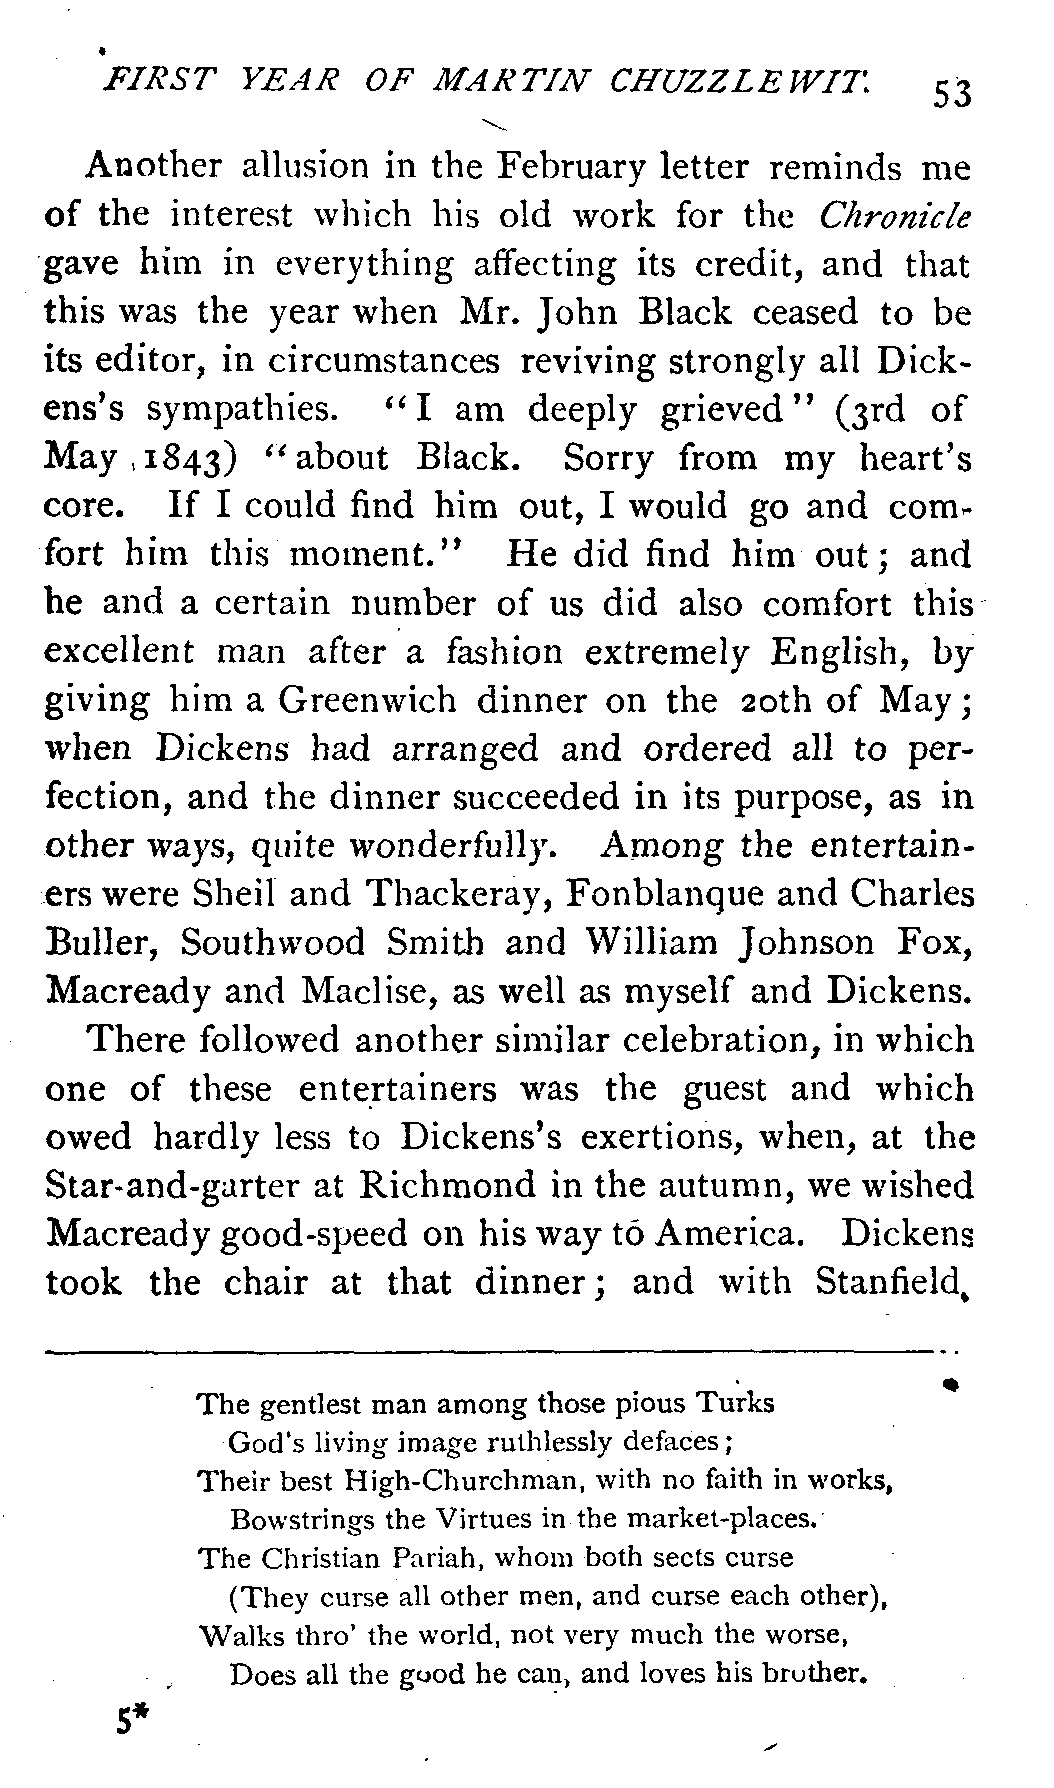 FIRST YEAR OF MARTIN CHUZZLEWIT. 53
Another allusion in the February letter reminds me
of the interest which his old work for the Chronicle
gave him in everything affecting its credit, and that
this was the year when Mr. John Black ceased to be
its editor, in circumstances reviving strongly all Dick-
ens's sympathies. "I am deeply grieved" (3rd of
May 1843) "about Black. Sorry from my heart's
core. If I could find him out, I would go and com-
fort him this moment." He did find him out; and
he and a certain number of us did also comfort this
excellent man after a fashion extremely English, by
giving him a Greenwich dinner on the 20th of May;
when Dickens had arranged and ordered all to per-
fection, and the dinner succeeded in its purpose, as in
other ways, quite wonderfully. Among the entertain-
ers were Sheil and Thackeray, Fonblanque and Charles
Buller, Southwood Smith and William Johnson Fox,
Macready and Maclise, as well as myself and Dickens.
There followed another similar celebration, in which
one of these entertainers was the guest and which
owed hardly less to Dickens's exertions, when, at the
Star-and-garter at Richmond in the autumn, we wished
Macready good-speed on his way to America. Dickens
took the chair at that dinner; and with Stanfield,
The gentlest man among those pious Turks
God's living image ruthlessly defaces;
Their best High-Churchman, with no faith in works,
Bowstrings the Virtues in the market-places.
The Christian Pariah, whom both sects curse
(They curse all other men, and curse each other),
Walks thro' the world, not very much the worse,
Does all the good he can, and loves his brother.
5*